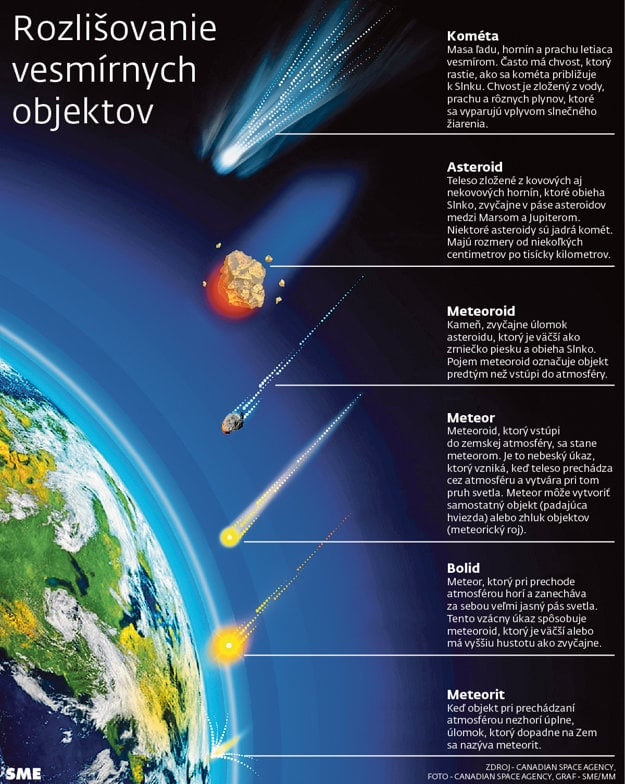 Rozlišovanie
vesmírnych
objektov
Kométa
Masa ľadu, hornín a prachu letiaca
vesmírom. Často má chvost, ktorý
rastie, ako sa kométa približuje
k Slnku. Chvost je zložený z vody,
prachu a rôznych plynov, ktoré
sa vyparujú vplyvom slnečného
žiarenia.
Asteroid
Teleso zložené z kovových aj
nekovových hornín, ktoré obieha
Slnko, zvyčajne v páse asteroidov
medzi Marsom a Jupiterom.
Niektoré asteroidy sú jadrá komét.
Majú rozmery od niekoľkých
centimetrov po tisícky kilometrov.
Meteoroid
Kameň, zvyčajne úlomok
asteroidu, ktorý je väčší ako
zrniečko piesku a obieha Slnko.
Pojem meteoroid označuje objekt
predtým než vstúpi do atmosféry.
Meteor
Meteoroid, ktorý vstúpi
do zemskej atmosféry, sa stane
meteorom. Je to nebeský úkaz,
ktorý vzniká, keď teleso prechádza
cez atmosféru a vytvára pri tom
pruh svetla. Meteor môže vytvoriť
samostatný objekt (padajúca
hviezda) alebo zhluk objektov
(meteorický roj).
Bolid
Meteor, ktorý pri prechode
atmosférou horí a zanecháva
za sebou veľmi jasný pás svetla.
Tento vzácny úkaz spôsobuje
meteoroid, ktorý je väčší alebo
má vyššiu hustotu ako zvyčajne.
Meteorit
Keď objekt pri prechádzaní
atmosférou nezhorí úplne,
úlomok, ktorý dopadne na Zem
sa nazýva meteorit.
SME
ZDROJ - CANADIAN SPACE AGENCY,
FOTO - CANADIAN SPACE AGENCY, GRAF - SME/MM